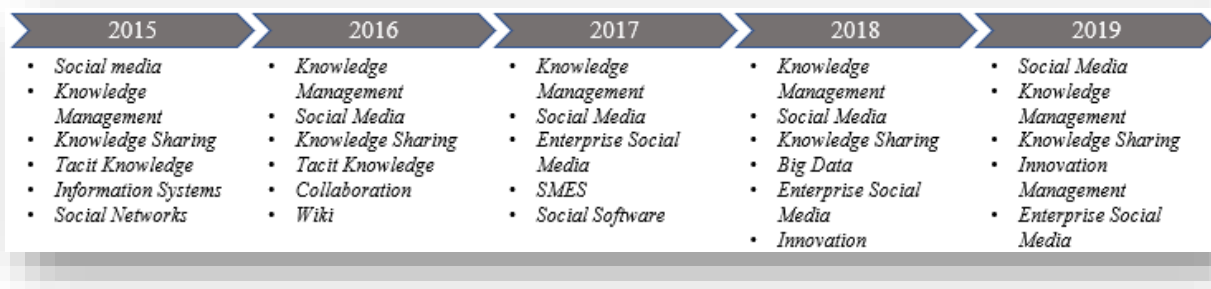 2015
• Social media
• Knowledge
Management
• Knowledge Sharing
• Tacit Knowledge
• Information Systems
• Social Networks
2016
• Knowledge
Management
• Social Media
• Knowledge Sharing
• Tacit Knowledge
• Collaboration
• Wiki
2017
• Knowledge
Management
• Social Media
• Enterprise Social
Media
• SMES
• Social Software
2018
• Knowledge
Management
• Social Media
• Knowledge Sharing
• Big Data
• Enterprise Social
Media
• Innovation
2019
• Social Media
• Knowledge
Management
• Knowledge Sharing
• Innovation
Management
• Enterprise Social
Media